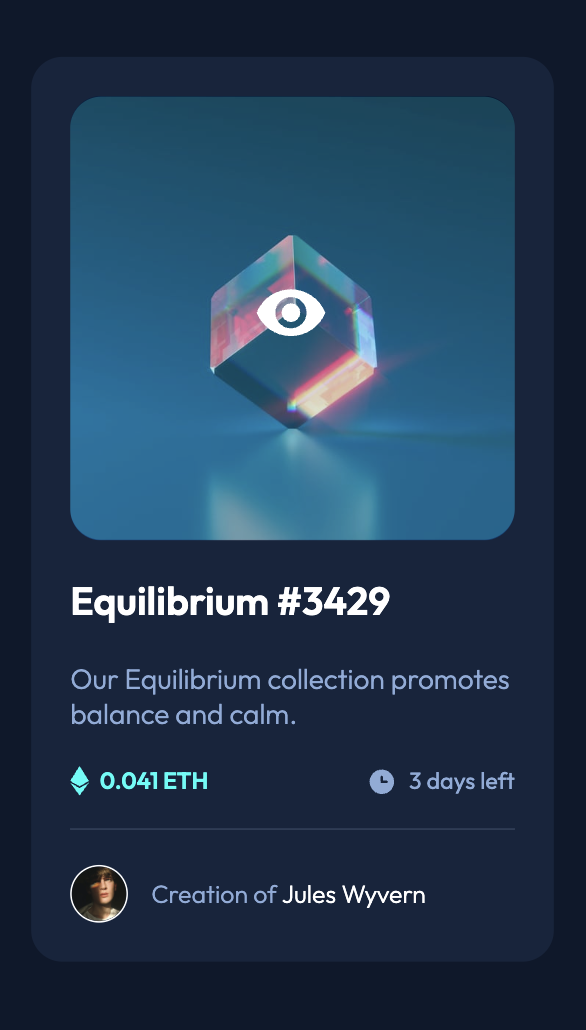 Equilibrium #3429
Our Equilibrium collection promotes
balance and calm.
0.041 ETH
3 days left
Creation of Jules Wyvern